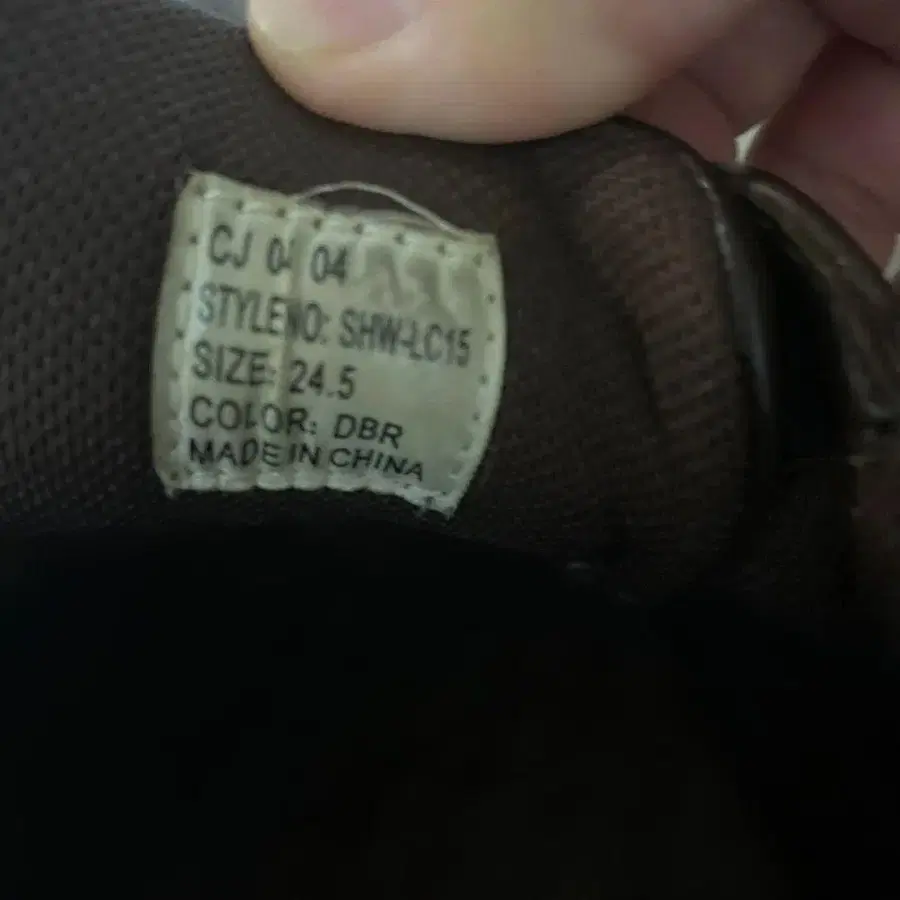 CJ 04 04
STYLENO: SHW-LC15
SIZE: 24.5
COLOR: DBR
MADE IN CHINA